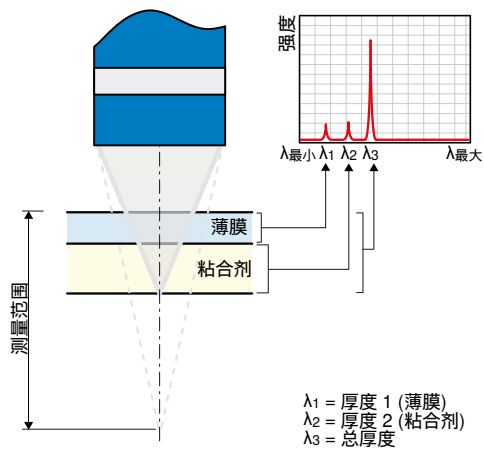 强度
λ最小 λ1 λ2 λ3 λ最大
薄膜
粘合剂
测量范围
λ1 = 厚度 1 (薄膜)
λ2 = 厚度 2 (粘合剂)
λ3 = 总厚度